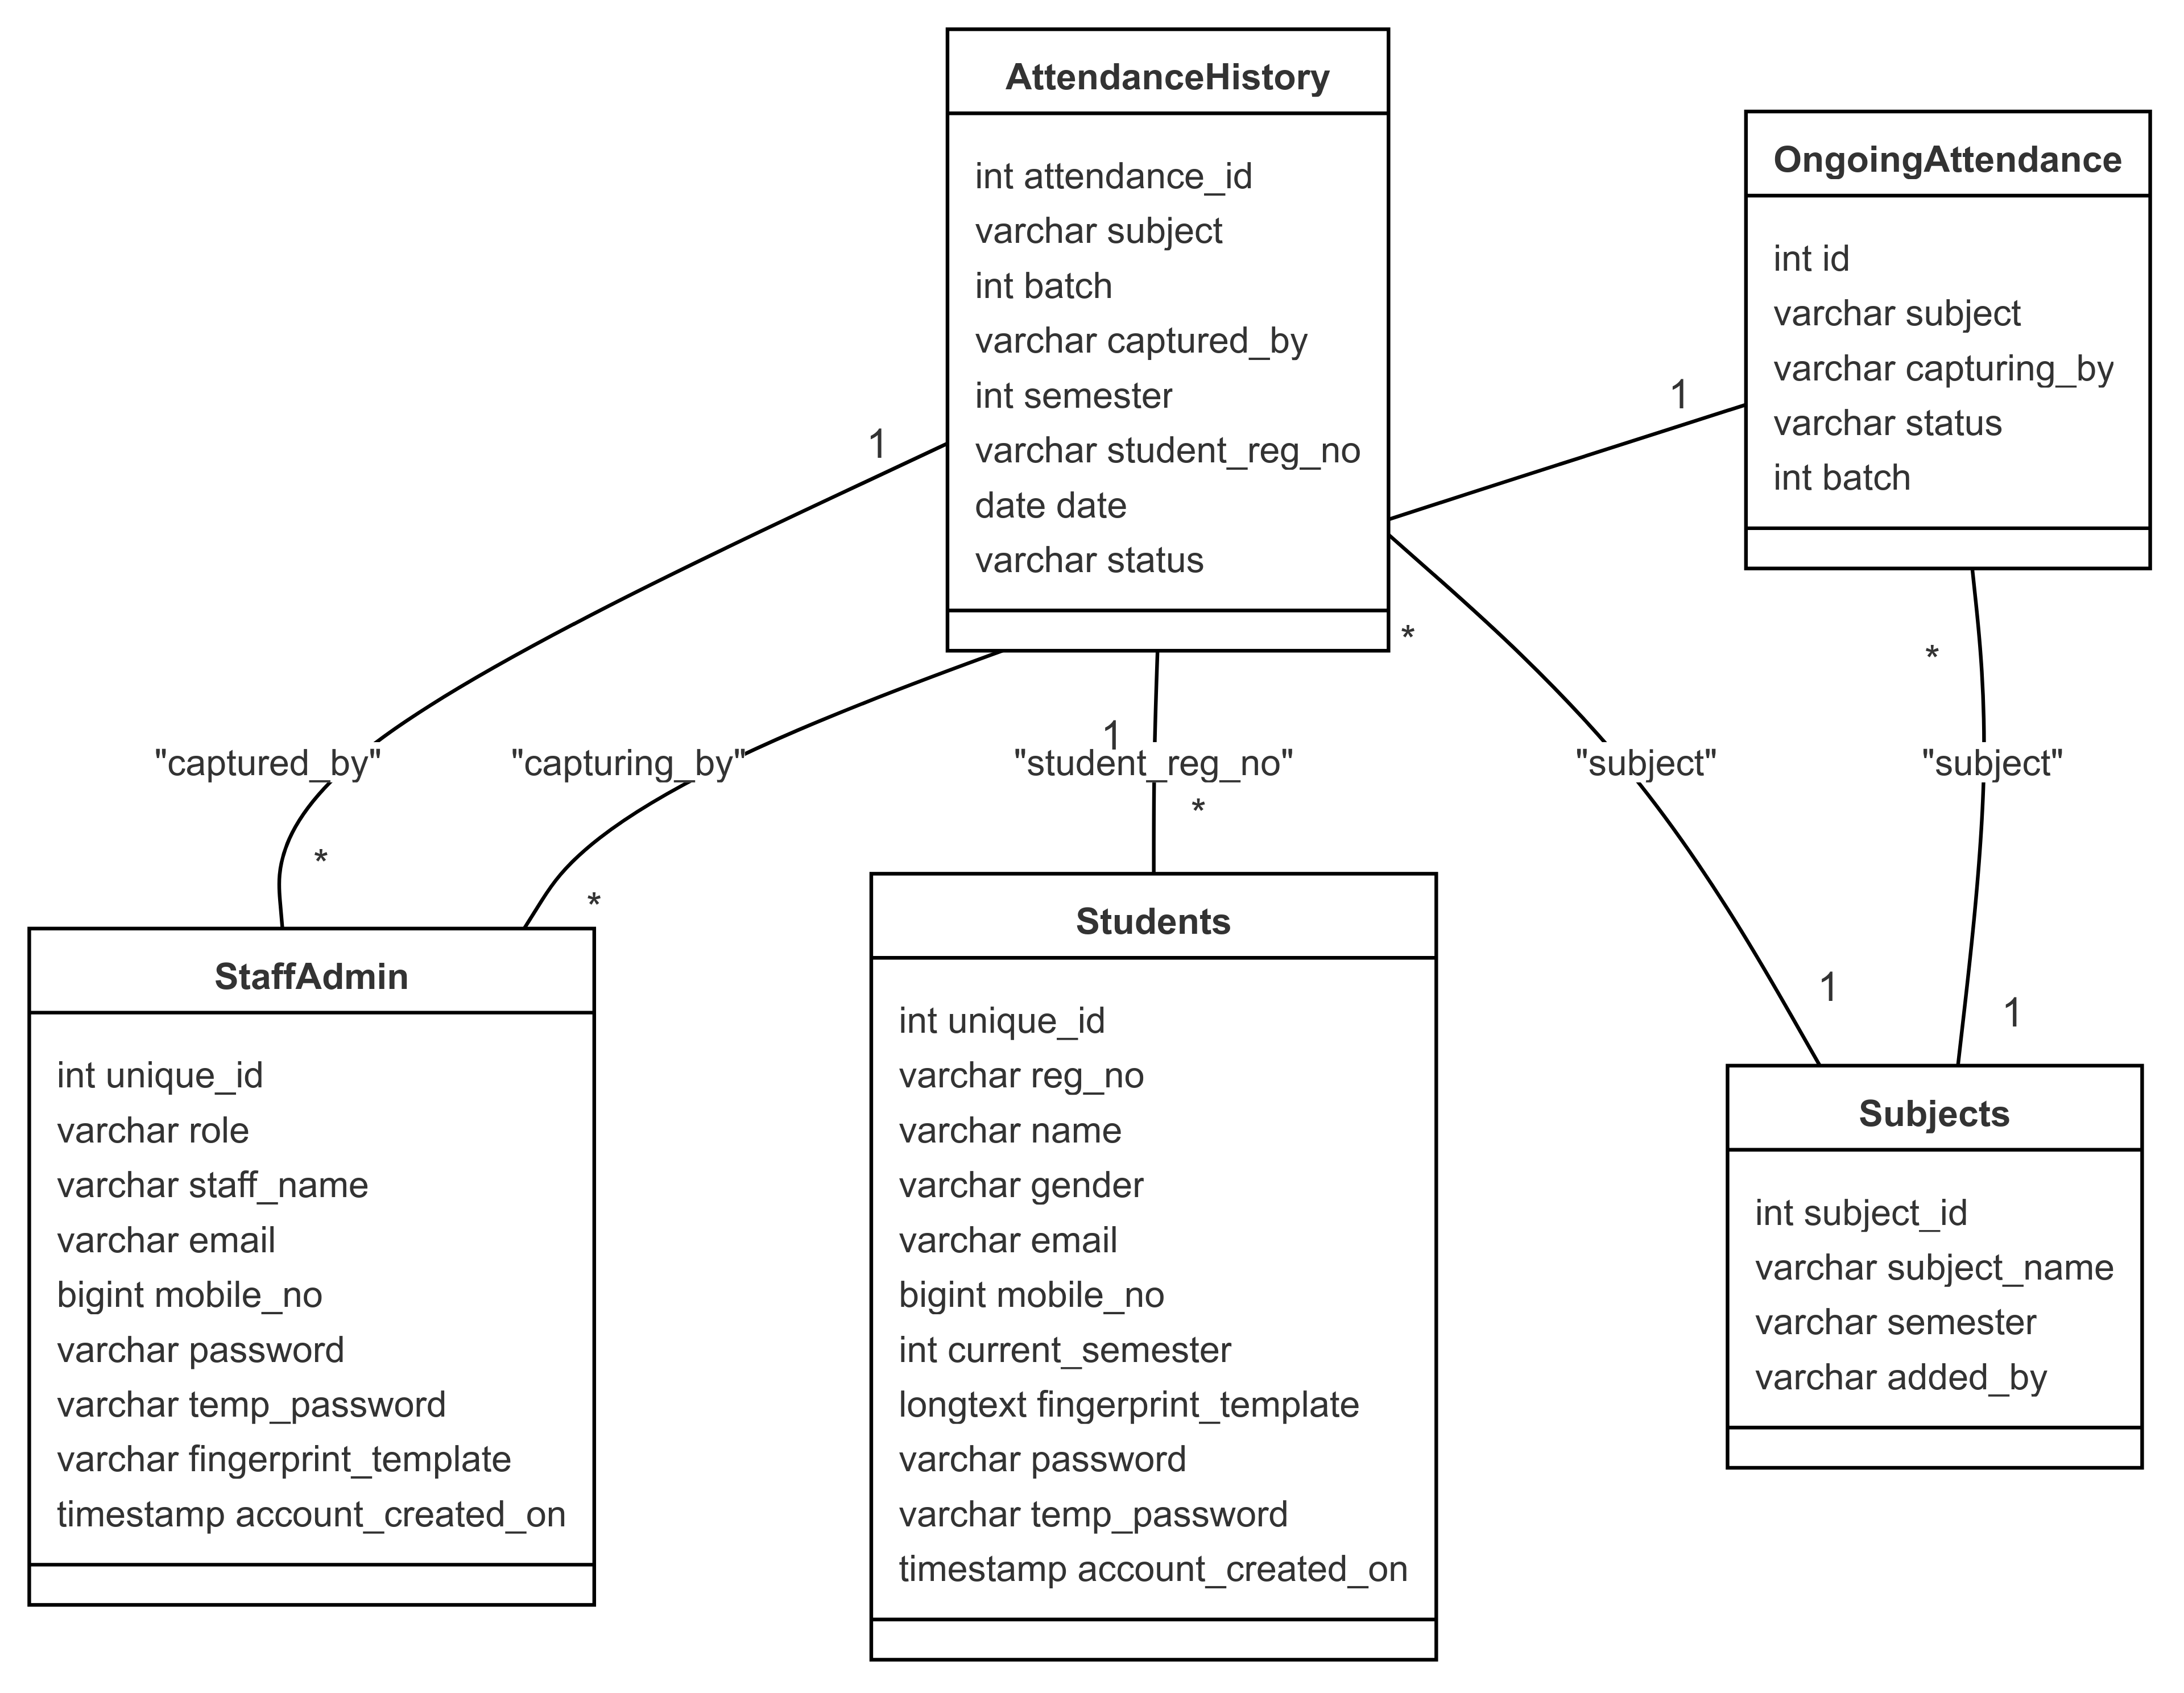 AttendanceHistory
int attendance_id
varchar subject
int batch
varchar captured_by
int semester
varchar student_reg_no
date date
varchar status
OngoingAttendance
int id
varchar subject
varchar capturing_by
varchar status
int batch
1
1
*
*
"captured_by"
"capturing_by"
1
"student_reg_no"
"subject"
"subject"
*
*
*
1
1
StaffAdmin
int unique_id
varchar role
varchar staff_name
varchar email
bigint mobile_no
varchar password
varchar temp_password
varchar fingerprint_template
timestamp account_created_on
Students
int unique_id
varchar reg_no
varchar name
varchar gender
varchar email
bigint mobile_no
int current_semester
longtext fingerprint_template
varchar password
varchar temp_password
timestamp account_created_on
Subjects
int subject_id
varchar subject_name
varchar semester
varchar added_by